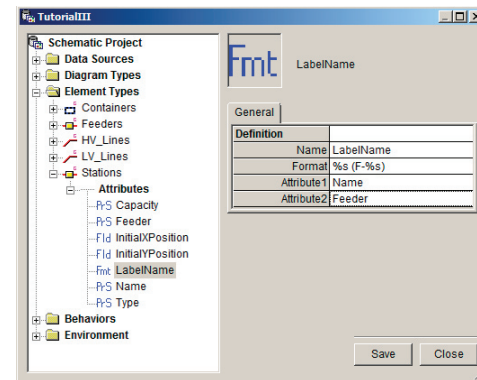 TutorialIII
Schematic Project
Data Sources
Diagram Types
Element Types
Containers
Feeders
HV_Lines
LV_Lines
Stations
Attributes
PrS Capacity
PrS Feeder
Fld InitialXPosition
Fld InitialYPosition
Fmt LabelName
PrS Name
PrS Type
Behaviors
Environment
Fmt LabelName
General
Definition
Name LabelName
Format %s (F-%s)
Attribute1 Name
Attribute2 Feeder
Save Close